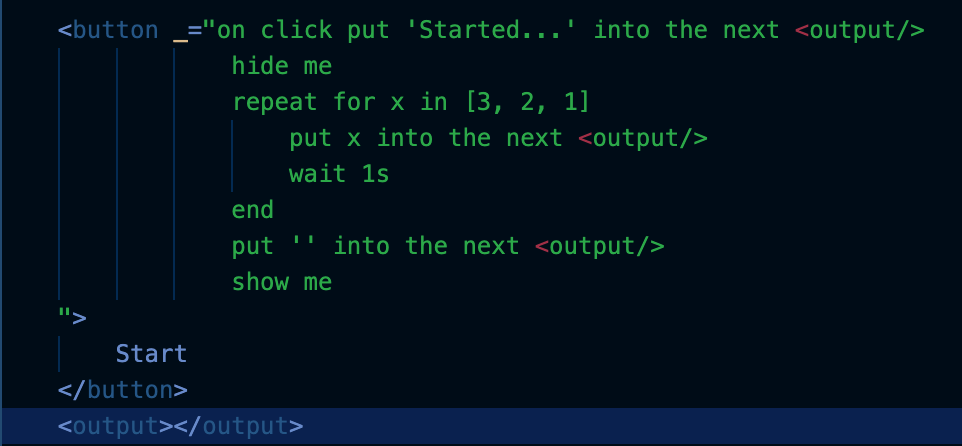 <button _="on click put 'Started...' into the next <output/>
            hide me
            repeat for x in [3, 2, 1]
                put x into the next <output/>
                wait 1s
            end
            put '' into the next <output/>
            show me
">
    Start
</button>
<output></output>